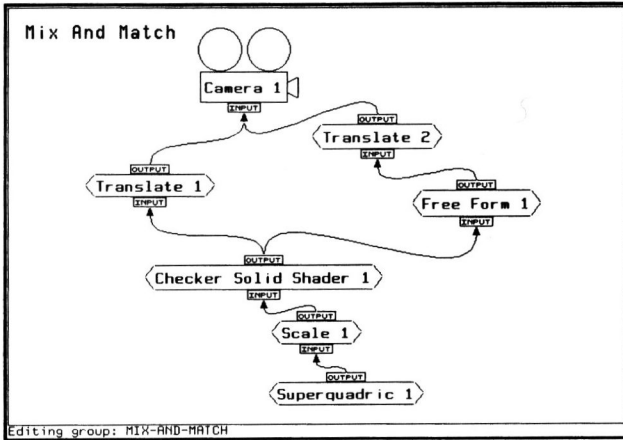 Mix And Match
Camera 1
INPUT
OUTPUT
Translate 2
INPUT
OUTPUT
Translate 1
INPUT
OUTPUT
Free Form 1
INPUT
OUTPUT
Checker Solid Shader 1
INPUT
OUTPUT
Scale 1
INPUT
OUTPUT
Superquadric 1
Editing group: MIX-AND-MATCH